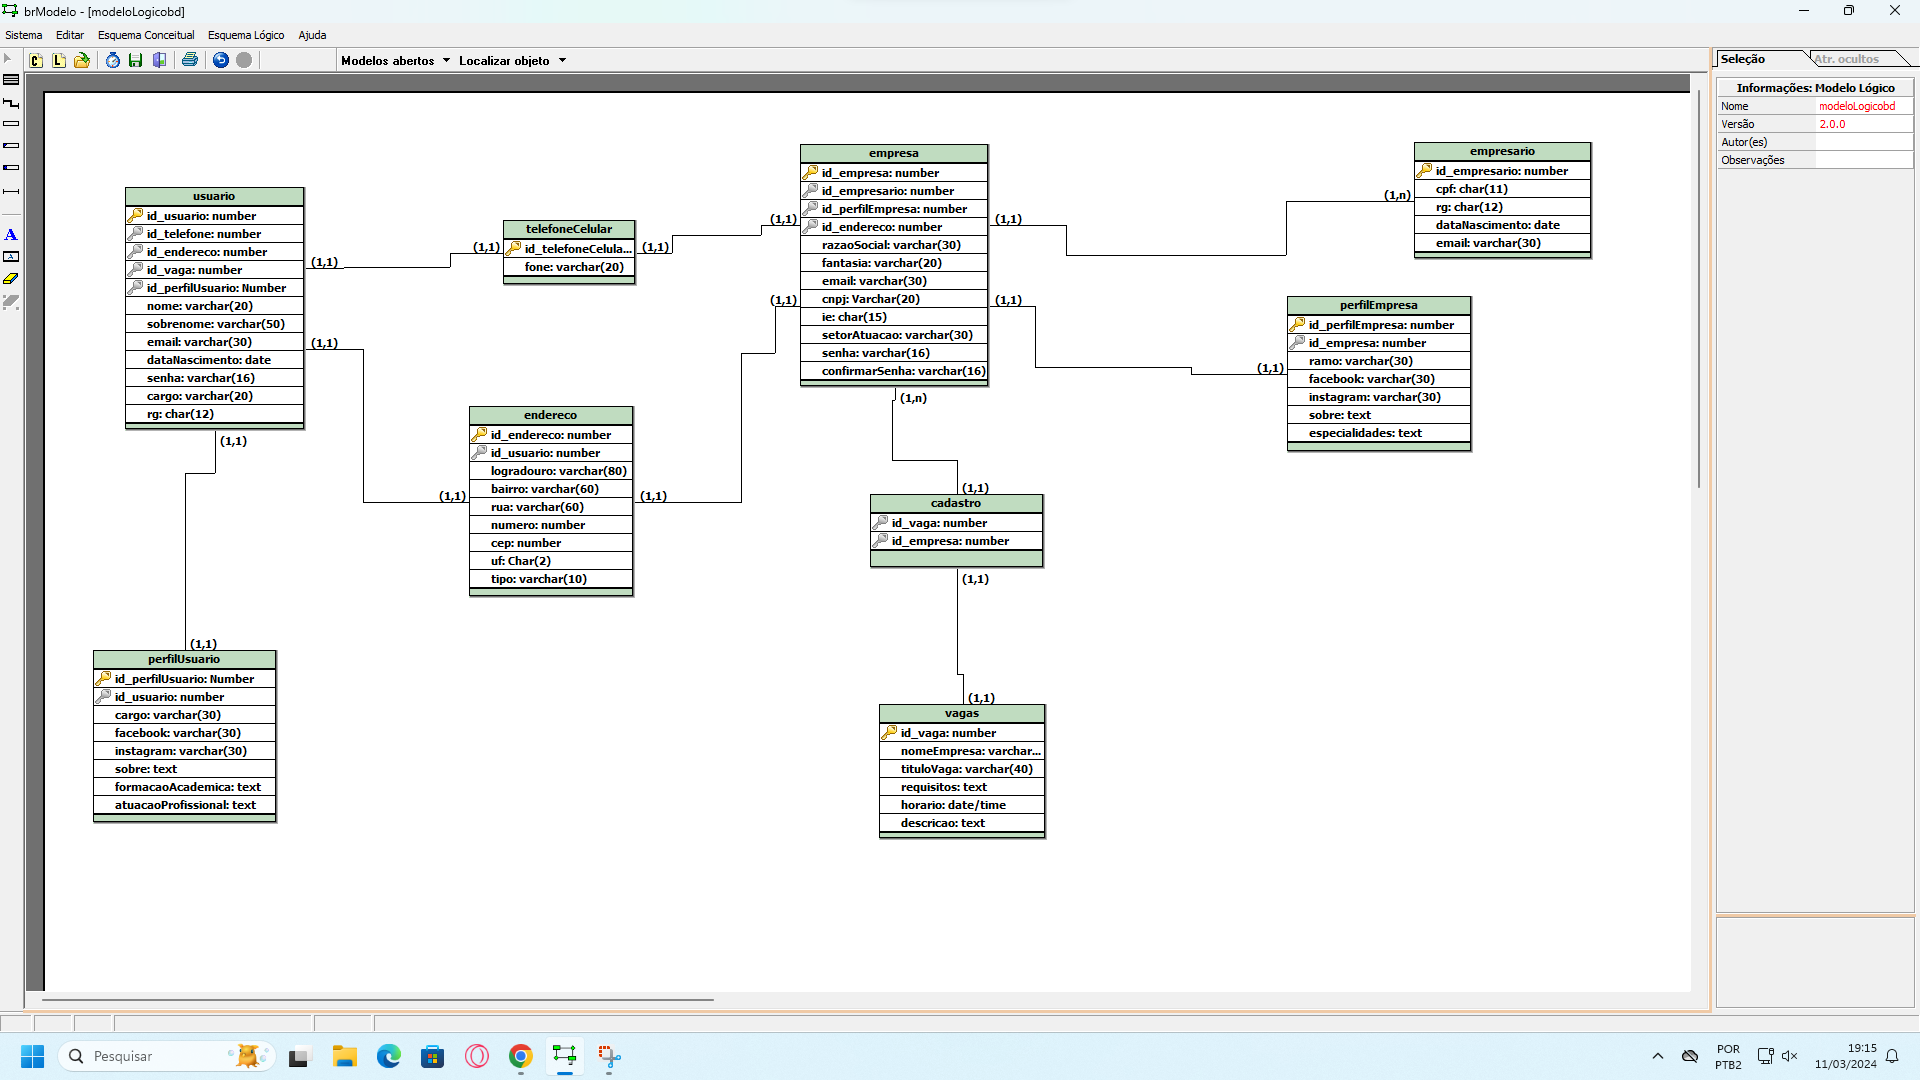 brModelo - [modeloLogicobd]
Sistema Editar Esquema Conceitual Esquema Lógico Ajuda
Modelos abertos Localizar objeto
Seleção Atr. ocultos
Informações: Modelo Lógico
Nome modeloLogicobd
Versão 2.0.0
Autor(es)
Observações
usuario
id_usuario: number
id_telefone: number
id_endereco: number
id_vaga: number
id_perfilUsuario: Number
nome: varchar(20)
sobrenome: varchar(50)
email: varchar(30)
dataNascimento: date
senha: varchar(16)
cargo: varchar(20)
rg: char(12)
(1,1)
(1,1)
(1,1)
telefoneCelular
id_telefoneCelula...
fone: varchar(20)
(1,1)
(1,1)
empresa
id_empresa: number
id_empresario: number
id_perfilEmpresa: number
id_endereco: number
razaoSocial: varchar(30)
fantasia: varchar(20)
email: varchar(30)
cnpj: Varchar(20)
ie: char(15)
setorAtuacao: varchar(30)
senha: varchar(16)
confirmarSenha: varchar(16)
(1,1)
(1,1)
(1,1)
(1,1)
(1,n)
empresario
id_empresario: number
cpf: char(11)
rg: char(12)
dataNascimento: date
email: varchar(30)
(1,n)
perfilEmpresa
id_perfilEmpresa: number
id_empresa: number
ramo: varchar(30)
facebook: varchar(30)
instagram: varchar(30)
sobre: text
especialidades: text
(1,1)
endereco
id_endereco: number
id_usuario: number
logradouro: varchar(80)
bairro: varchar(60)
rua: varchar(60)
numero: number
cep: number
uf: Char(2)
tipo: varchar(10)
(1,1)
(1,1)
(1,1)
cadastro
id_vaga: number
id_empresa: number
(1,1)
(1,1)
perfilUsuario
id_perfilUsuario: Number
id_usuario: number
cargo: varchar(30)
facebook: varchar(30)
instagram: varchar(30)
sobre: text
formacaoAcademica: text
atuacaoProfissional: text
(1,1)
vagas
id_vaga: number
nomeEmpresa: varchar...
tituloVaga: varchar(40)
requisitos: text
horario: date/time
descricao: text
Pesquisar
POR
PTB2
19:15
11/03/2024